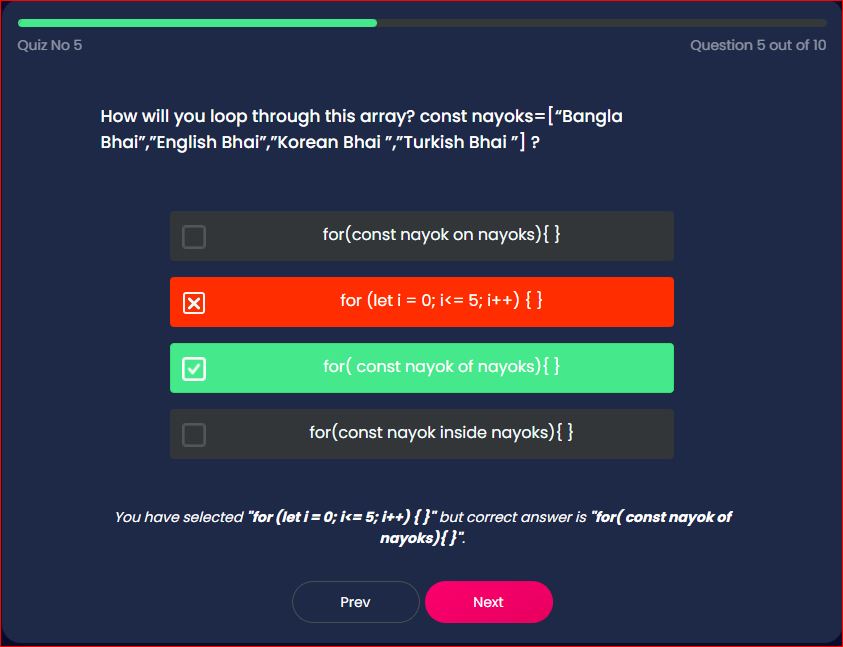 Quiz No 5
Question 5 out of 10
How will you loop through this array? const nayoks=[“Bangla
Bhai”,”English Bhai”,”Korean Bhai ”,”Turkish Bhai ”] ?
for(const nayok on nayoks){ }
for (let i = 0; i<= 5; i++) { }
for( const nayok of nayoks){ }
for(const nayok inside nayoks){ }
You have selected "for (let i = 0; i<= 5; i++) { }" but correct answer is "for( const nayok of
nayoks){ }".
Prev
Next